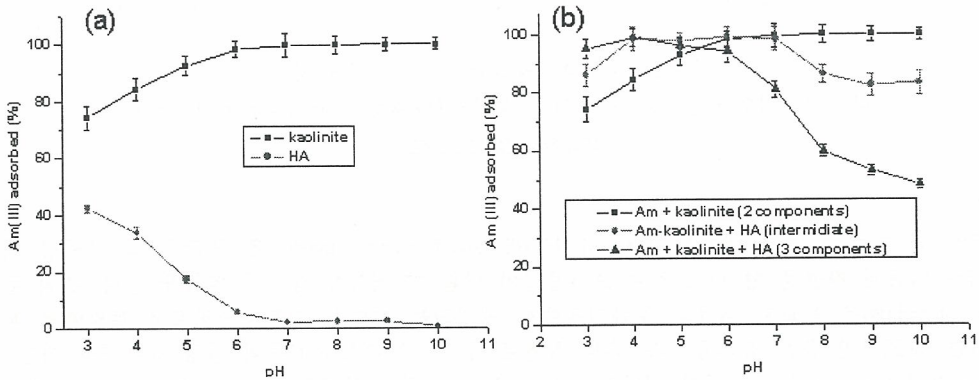 (a)
100
80
60
40
20
0
Am(III) adsorbed (%)
kaolinite
HA
3 4 5 6 7 8 9 10 11
pH
(b)
100
80
60
40
20
0
Am (III) adsorbed (%)
Am + kaolinite (2 components)
Am-kaolinite + HA (intermidiate)
Am + kaolinite + HA (3 components)
2 3 4 5 6 7 8 9 10 11
pH